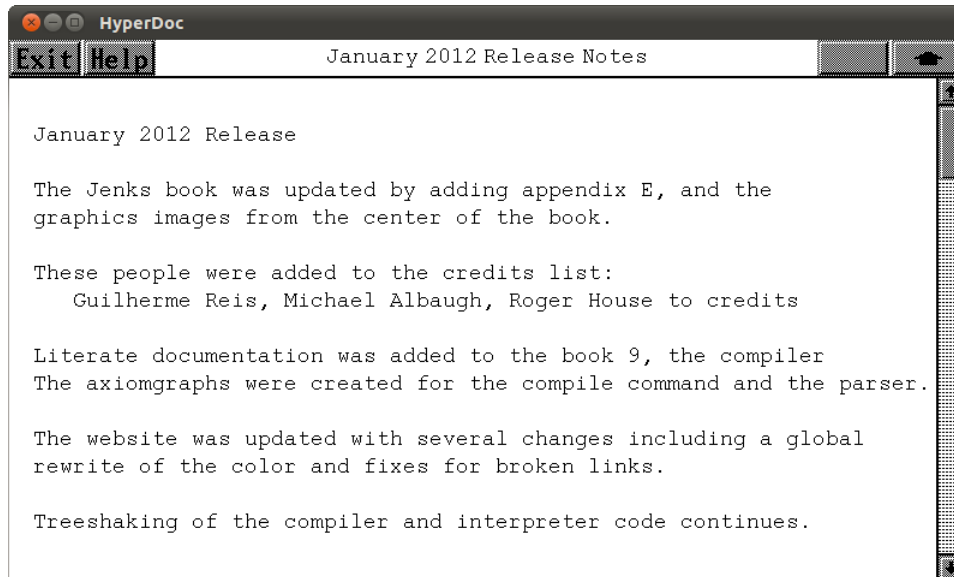 HyperDoc
Exit Help January 2012 Release Notes
January 2012 Release
The Jenks book was updated by adding appendix E, and the
graphics images from the center of the book.
These people were added to the credits list:
Guilherme Reis, Michael Albaugh, Roger House to credits
Literate documentation was added to the book 9, the compiler
The axiomgraphs were created for the compile command and the parser.
The website was updated with several changes including a global
rewrite of the color and fixes for broken links.
Treeshaking of the compiler and interpreter code continues.